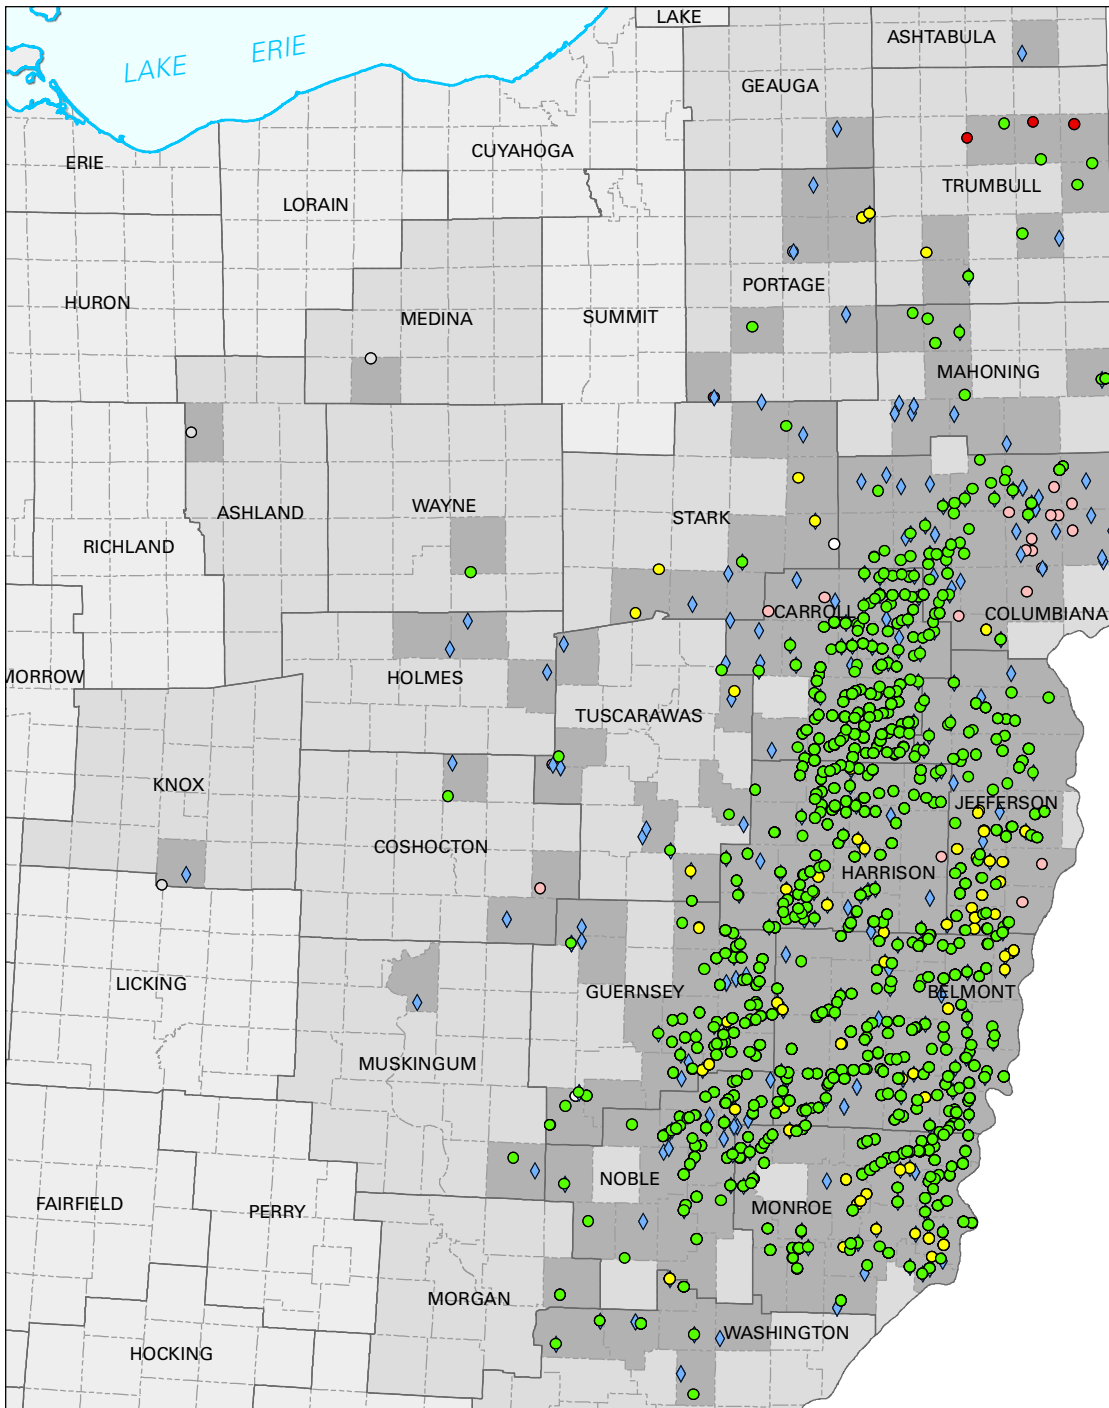 LAKE
ASHTABULA
LAKE ERIE
GEAUGA
CUYAHOGA
ERIE
TRUMBULL
LORAIN
PORTAGE
HURON
MEDINA
SUMMIT
MAHONING
WAYNE
ASHLAND
STARK
RICHLAND
CARROLL
COLUMBIANA
MORROW
HOLMES
TUSCARAWAS
KNOX
JEFFERSON
COSHOCTON
HARRISON
LICKING
GUERNSEY
BELMONT
MUSKINGUM
NOBLE
FAIRFIELD
PERRY
MONROE
MORGAN
WASHINGTON
HOCKING